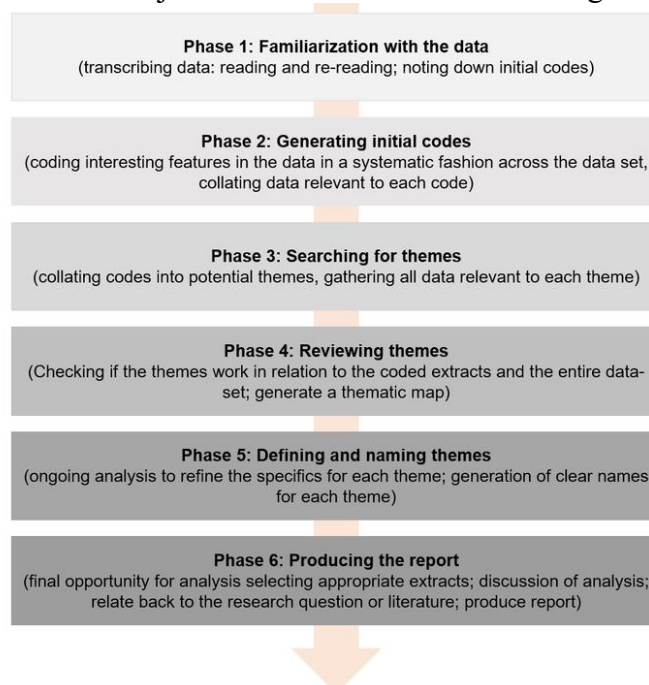 Phase 1: Familiarization with the data
(transcribing data: reading and re-reading; noting down initial codes)
Phase 2: Generating initial codes
(coding interesting features in the data in a systematic fashion across the data set,
collating data relevant to each code)
Phase 3: Searching for themes
(collating codes into potential themes, gathering all data relevant to each theme)
Phase 4: Reviewing themes
(Checking if the themes work in relation to the coded extracts and the entire data-
set; generate a thematic map)
Phase 5: Defining and naming themes
(ongoing analysis to refine the specifics for each theme; generation of clear names
for each theme)
Phase 6: Producing the report
(final opportunity for analysis selecting appropriate extracts; discussion of analysis;
relate back to the research question or literature; produce report)